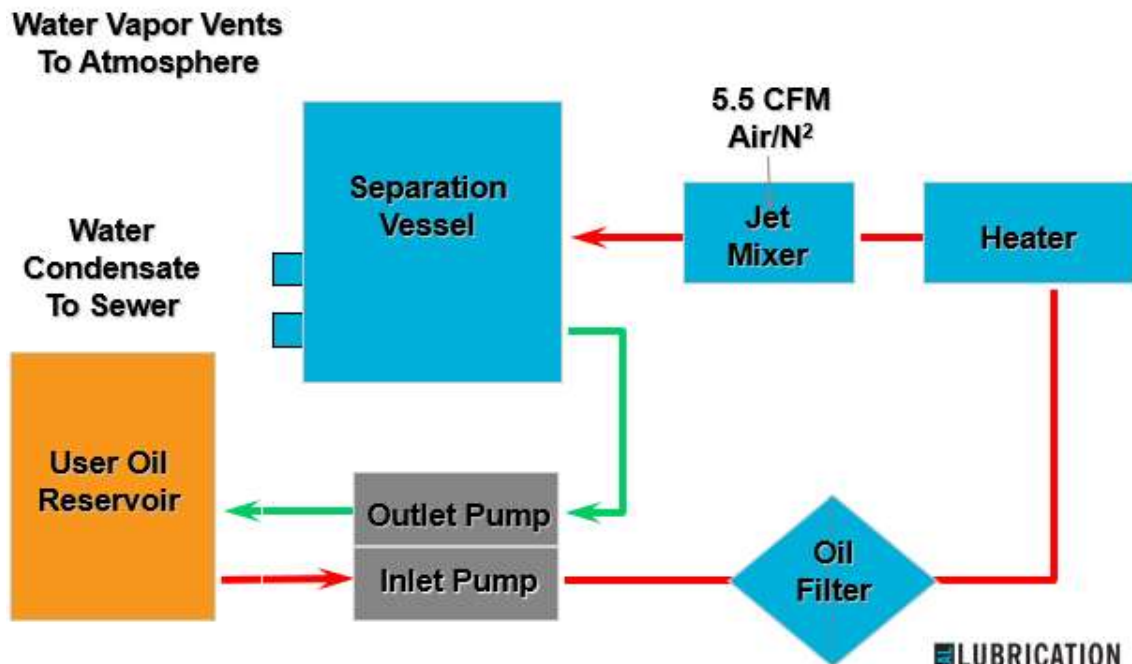 Water Vapor Vents
To Atmosphere
5.5 CFM
Air/N²
Separation
Vessel
Jet
Mixer
Heater
Water
Condensate
To Sewer
User Oil
Reservoir
Outlet Pump
Inlet Pump
Oil
Filter
LUBRICATION